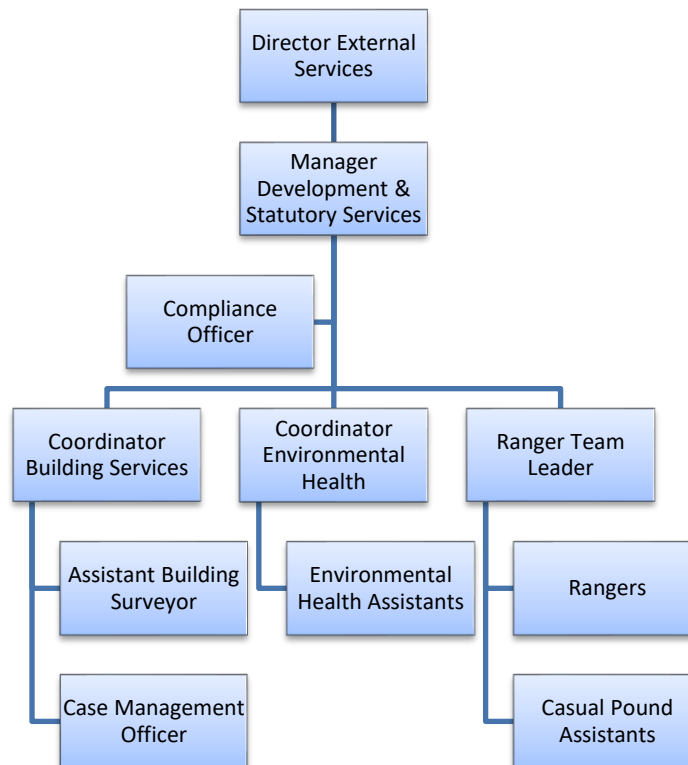 Director External
Services
Manager
Development &
Statutory Services
Compliance
Officer
Coordinator
Building Services
Coordinator
Environmental
Health
Ranger Team
Leader
Assistant Building
Surveyor
Environmental
Health Assistants
Rangers
Case Management
Officer
Casual Pound
Assistants